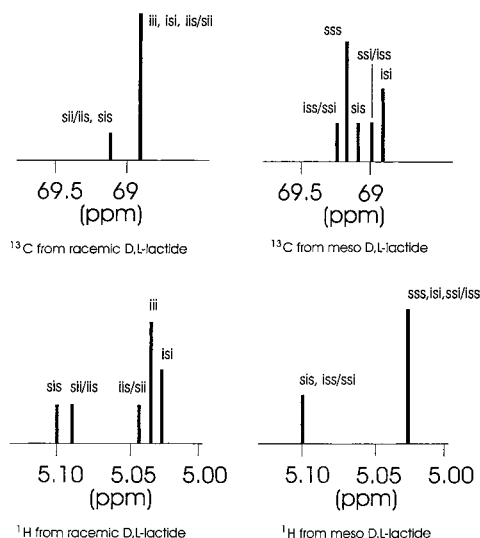 iii, isi, iis/sii
sii/iis, sis
69.5 69
(ppm)
¹³C from racemic D,L-lactide
sss
ssi/iss
isi
iss/ssi
sis
69.5 69
(ppm)
¹³C from meso D,L-lactide
iii
isi
sis
sii/iis
iis/sii
5.10 5.05 5.00
(ppm)
¹H from racemic D,L-lactide
sss,isi,ssi/iss
sis, iss/ssi
5.10 5.05 5.00
(ppm)
¹H from meso D,L-lactide